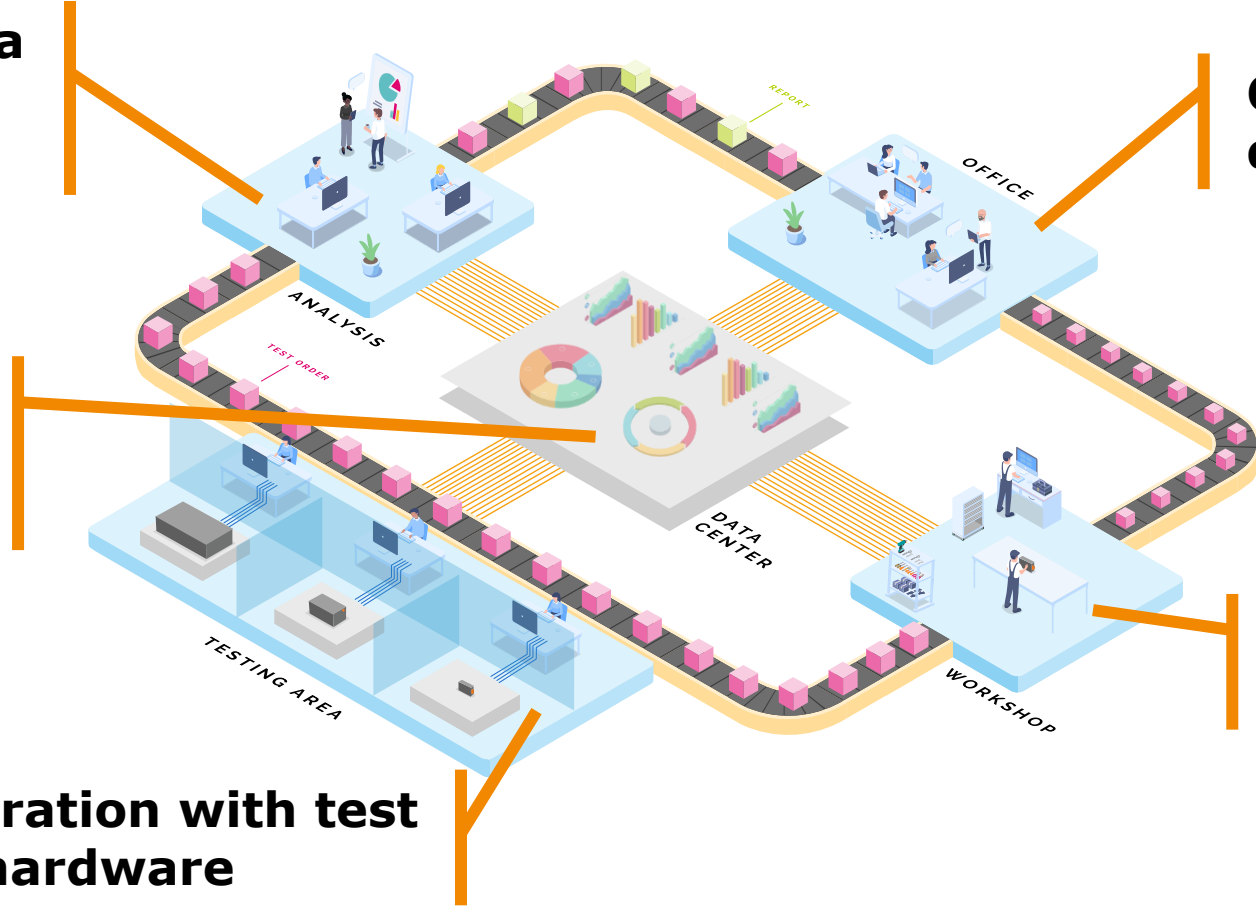 a
REPORT
OFFICE
ANALYSIS
TEST ORDER
DATA
CENTER
TESTING AREA
WORKSHOP
ration with test
hardware